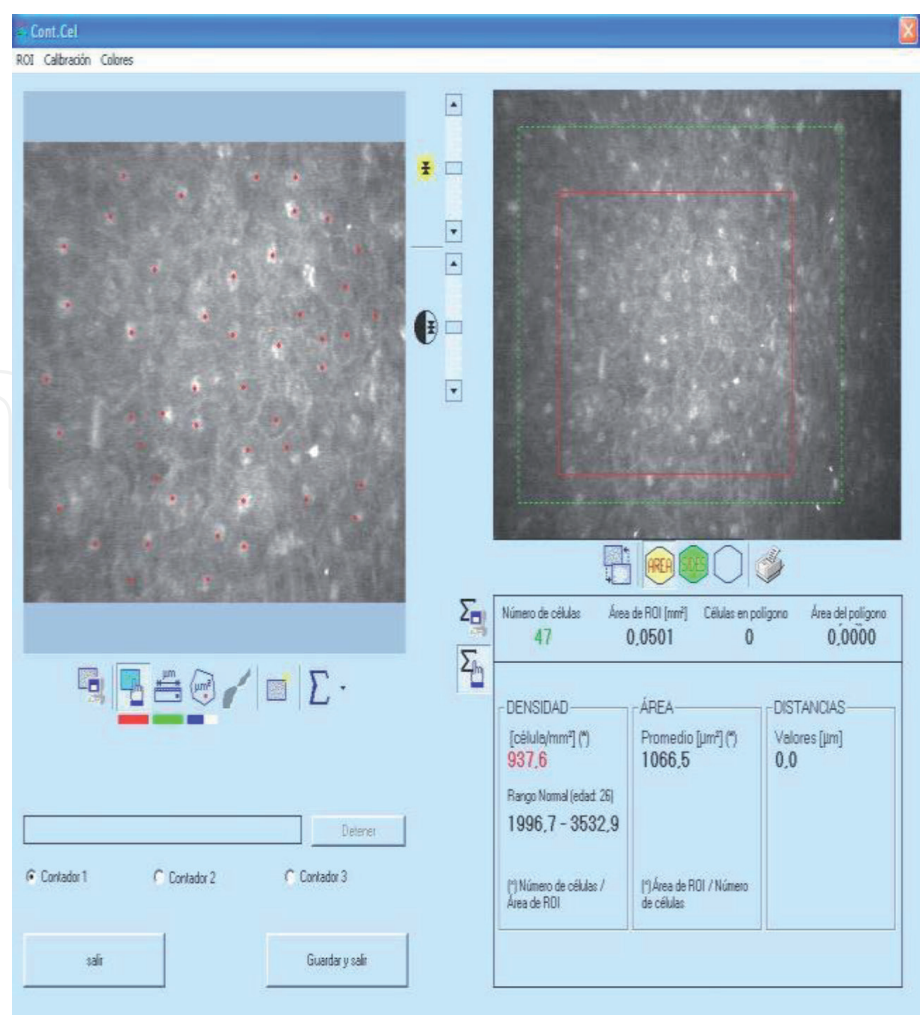 Cont.Cel
ROI Calibración Colores
AREA
SIDES
Número de células Área de ROI [mm²] Células en polígono Área del polígono
47 0,0501 0 0,0000
µm
µm²
DENSIDAD ÁREA DISTANCIAS
[célula/mm²] (*) Promedio [µm²] (*) Valores [µm]
937,6 1066,5 0,0
Rango Normal (edad: 26)
1996,7 - 3532,9
Detener
Contador 1 Contador 2 Contador 3
(*) Número de células / (*) Área de ROI / Número
Área de ROI de células
salir Guardar y salir